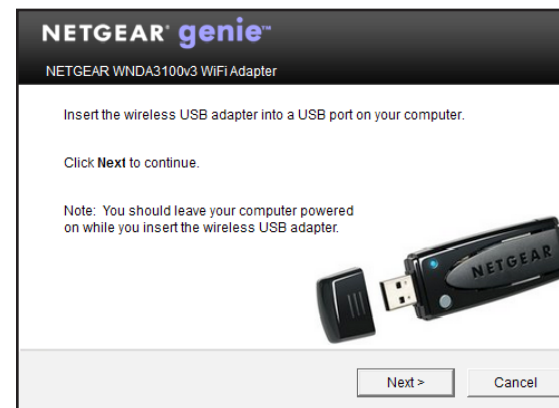 NETGEAR® genie™
NETGEAR WNDA3100v3 WiFi Adapter
Insert the wireless USB adapter into a USB port on your computer.
Click Next to continue.
Note: You should leave your computer powered
on while you insert the wireless USB adapter.
NETGEAR
Next >
Cancel